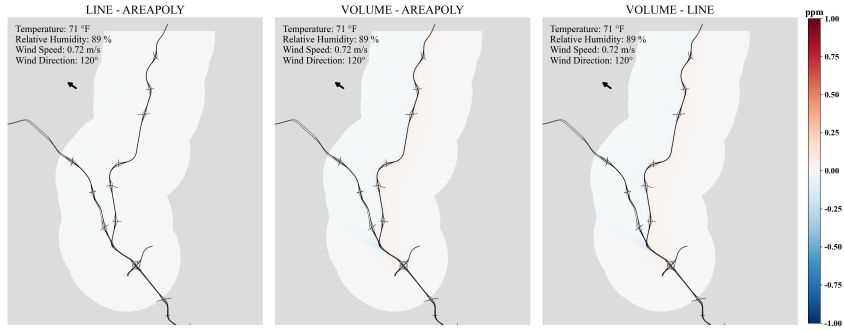 LINE - AREAPOLY
Temperature: 71 °F
Relative Humidity: 89 %
Wind Speed: 0.72 m/s
Wind Direction: 120°
VOLUME - AREAPOLY
Temperature: 71 °F
Relative Humidity: 89 %
Wind Speed: 0.72 m/s
Wind Direction: 120°
VOLUME - LINE
Temperature: 71 °F
Relative Humidity: 89 %
Wind Speed: 0.72 m/s
Wind Direction: 120°
ppm
1.00
0.75
0.50
0.25
0.00
-0.25
-0.50
-0.75
-1.00